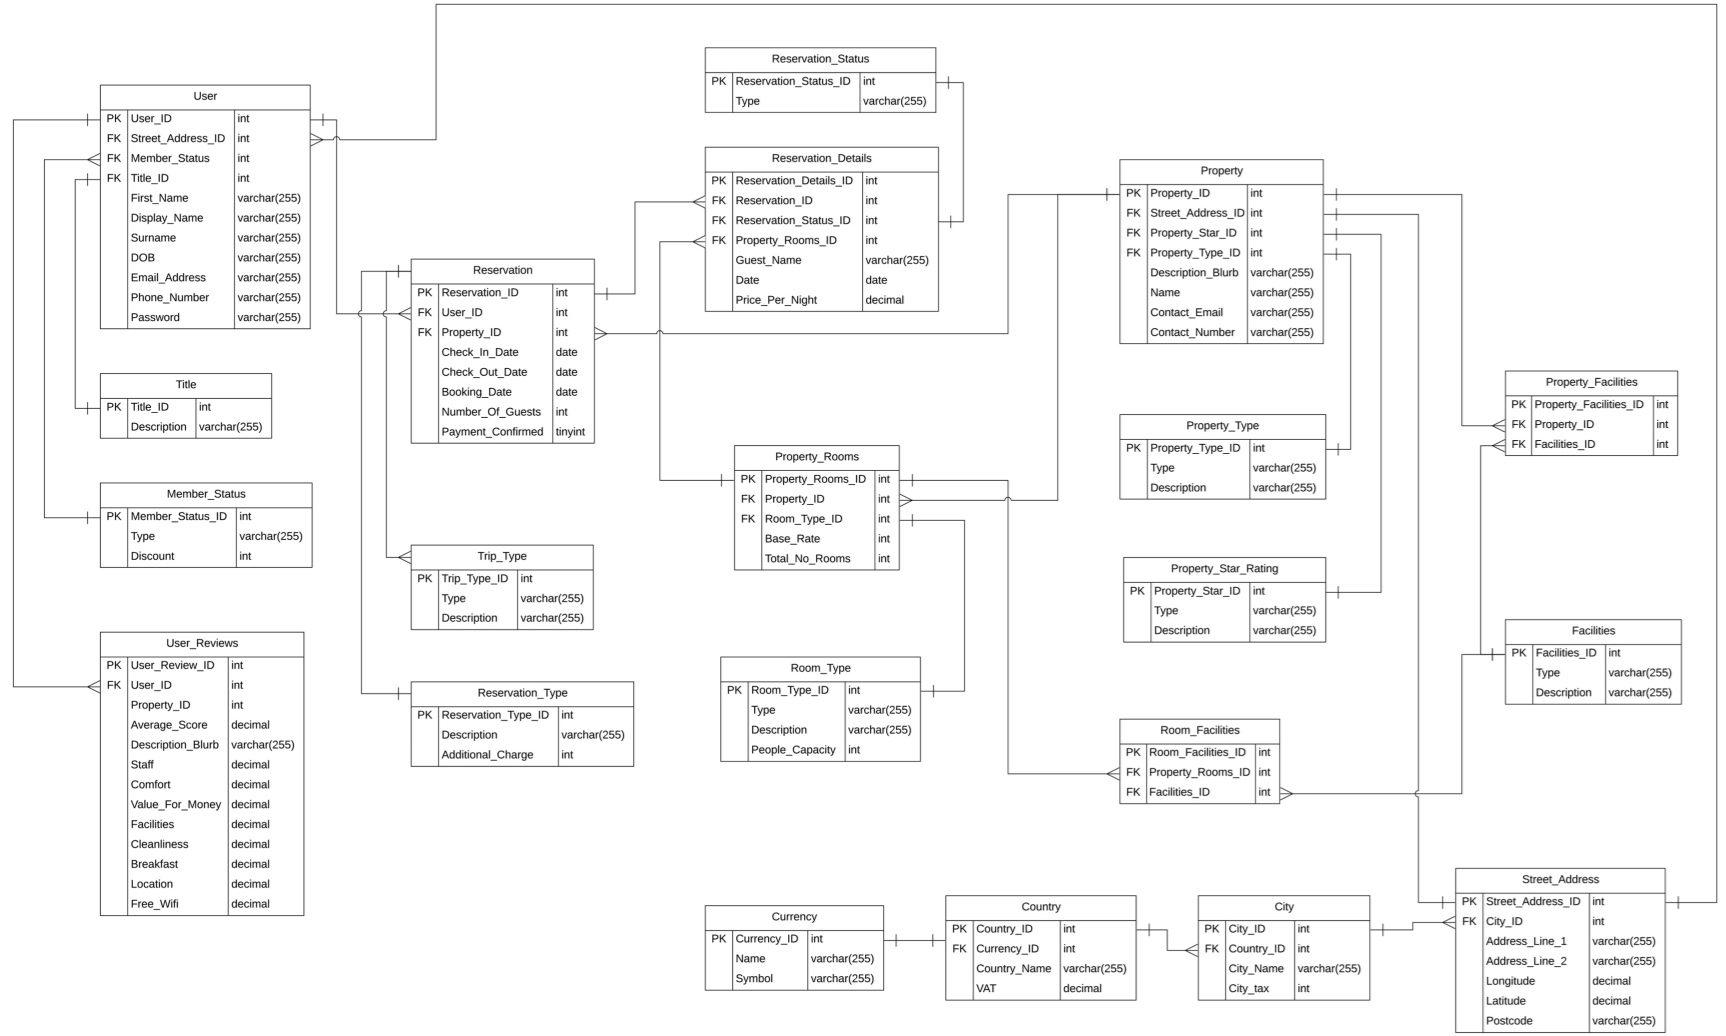 Reservation_Status
PK Reservation_Status_ID int
Type varchar(255)
User
PK User_ID int
FK Street_Address_ID int
FK Member_Status int
FK Title_ID int
First_Name varchar(255)
Display_Name varchar(255)
Surname varchar(255)
DOB varchar(255)
Email_Address varchar(255)
Phone_Number varchar(255)
Password varchar(255)
Reservation_Details
PK Reservation_Details_ID int
FK Reservation_ID int
FK Reservation_Status_ID int
FK Property_Rooms_ID int
Guest_Name varchar(255)
Date date
Price_Per_Night decimal
Property
PK Property_ID int
FK Street_Address_ID int
FK Property_Star_ID int
FK Property_Type_ID int
Description_Blurb varchar(255)
Name varchar(255)
Contact_Email varchar(255)
Contact_Number varchar(255)
Reservation
PK Reservation_ID int
FK User_ID int
FK Property_ID int
Check_In_Date date
Check_Out_Date date
Booking_Date date
Number_Of_Guests int
Payment_Confirmed tinyint
Title
PK Title_ID int
Description varchar(255)
Property_Facilities
PK Property_Facilities_ID int
FK Property_ID int
FK Facilities_ID int
Property_Type
PK Property_Type_ID int
Type varchar(255)
Description varchar(255)
Property_Rooms
PK Property_Rooms_ID int
FK Property_ID int
FK Room_Type_ID int
Base_Rate int
Total_No_Rooms int
Member_Status
PK Member_Status_ID int
Type varchar(255)
Discount int
Trip_Type
PK Trip_Type_ID int
Type varchar(255)
Description varchar(255)
Property_Star_Rating
PK Property_Star_ID int
Type varchar(255)
Description varchar(255)
User_Reviews
PK User_Review_ID int
FK User_ID int
Property_ID int
Average_Score decimal
Description_Blurb varchar(255)
Staff decimal
Comfort decimal
Value_For_Money decimal
Facilities decimal
Cleanliness decimal
Breakfast decimal
Location decimal
Free_Wifi decimal
Facilities
PK Facilities_ID int
Type varchar(255)
Description varchar(255)
Room_Type
PK Room_Type_ID int
Type varchar(255)
Description varchar(255)
People_Capacity int
Reservation_Type
PK Reservation_Type_ID int
Description varchar(255)
Additional_Charge int
Room_Facilities
PK Room_Facilities_ID int
FK Property_Rooms_ID int
FK Facilities_ID int
Street_Address
PK Street_Address_ID int
FK City_ID int
Address_Line_1 varchar(255)
Address_Line_2 varchar(255)
Longitude decimal
Latitude decimal
Postcode varchar(255)
Currency
PK Currency_ID int
Name varchar(255)
Symbol varchar(255)
Country
PK Country_ID int
FK Currency_ID int
Country_Name varchar(255)
VAT decimal
City
PK City_ID int
FK Country_ID int
City_Name varchar(255)
City_tax int